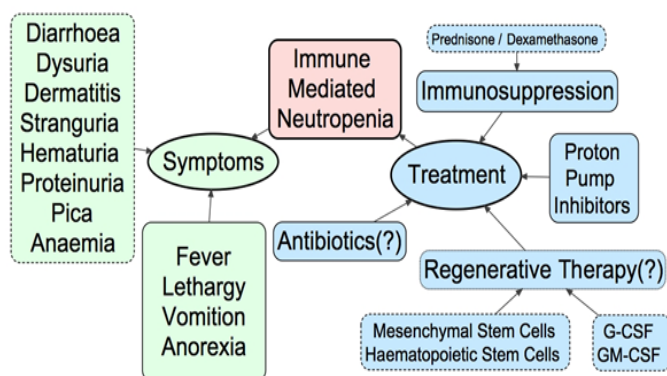 Diarrhoea
Dysuria
Dermatitis
Stranguria
Hematuria
Proteinuria
Pica
Anaemia
Immune
Mediated
Neutropenia
Symptoms
Fever
Lethargy
Vomition
Anorexia
Prednisone / Dexamethasone
Immunosuppression
Treatment
Proton
Pump
Inhibitors
Antibiotics(?)
Regenerative Therapy(?)
Mesenchymal Stem Cells
Haematopoietic Stem Cells
G-CSF
GM-CSF